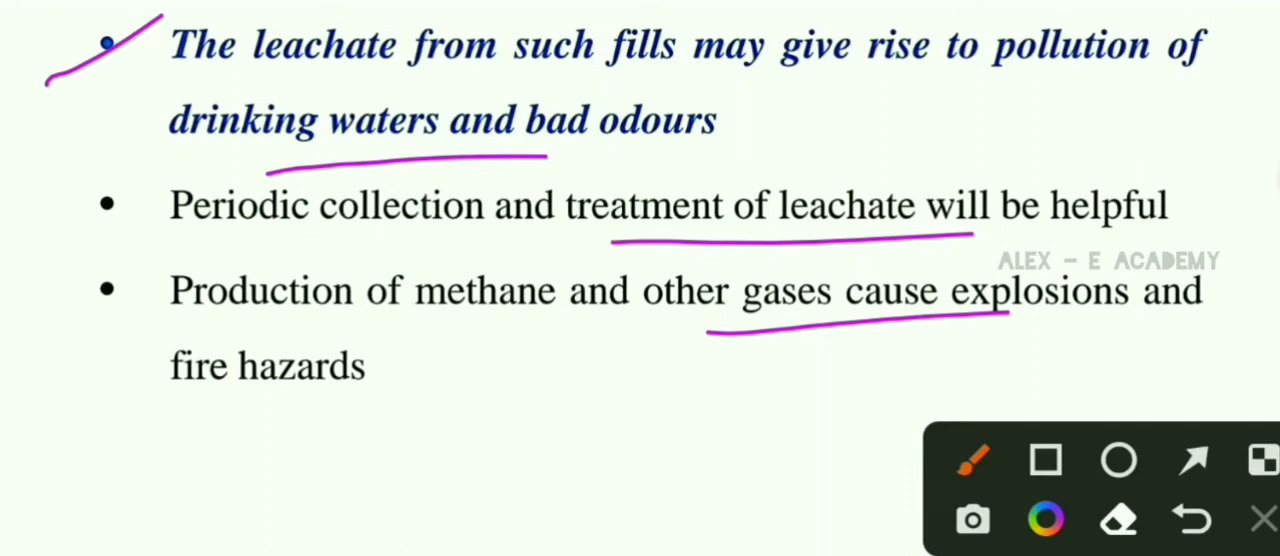 • The leachate from such fills may give rise to pollution of
drinking waters and bad odours
• Periodic collection and treatment of leachate will be helpful
ALEX - E ACADEMY
• Production of methane and other gases cause explosions and
fire hazards